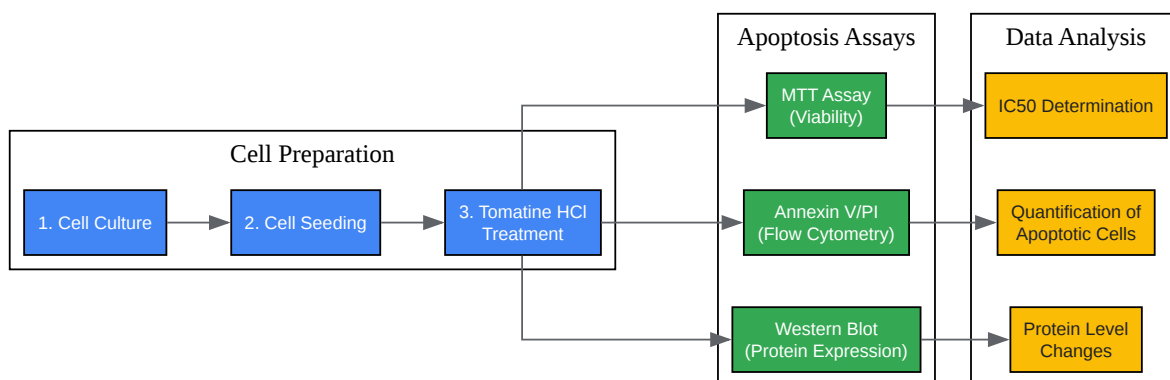 Cell Preparation
1. Cell Culture
2. Cell Seeding
3. Tomatine HCl
Treatment
Apoptosis Assays
MTT Assay
(Viability)
Annexin V/PI
(Flow Cytometry)
Western Blot
(Protein Expression)
Data Analysis
IC50 Determination
Quantification of
Apoptotic Cells
Protein Level
Changes